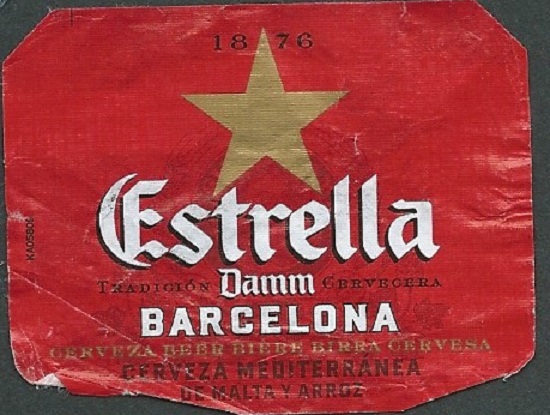 1876
Estrella
TRADICIÓN Damm CERVECERA
BARCELONA
CERVEZA BEER BIERE BIRRA CERVESA
CERVEZA MEDITERRÁNEA
DE MALTA Y ARROZ